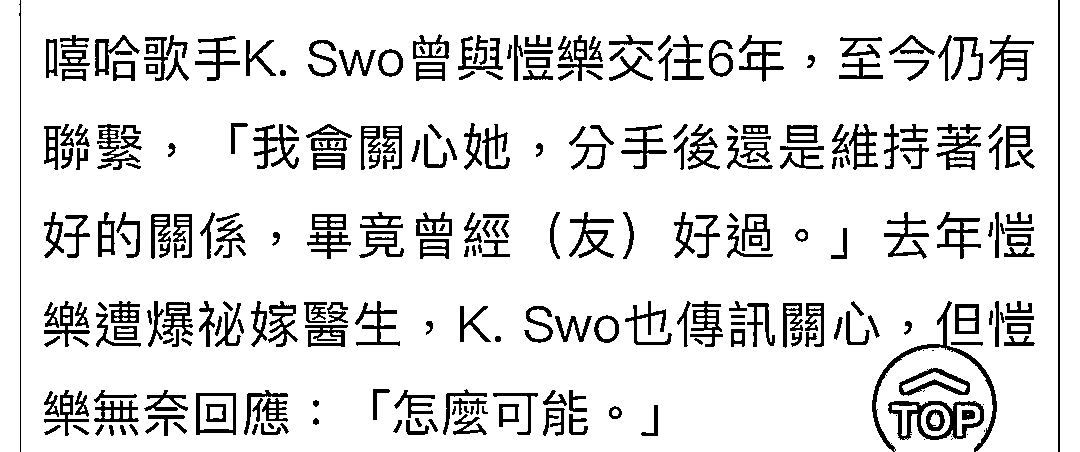 嘻哈歌手K. Swo曾與愷樂交往6年，至今仍有
聯繫，「我會關心她，分手後還是維持著很
好的關係，畢竟曾經（友）好過。」去年愷
樂遭爆祕嫁醫生，K. Swo也傳訊關心，但愷
樂無奈回應：「怎麼可能。」
TOP